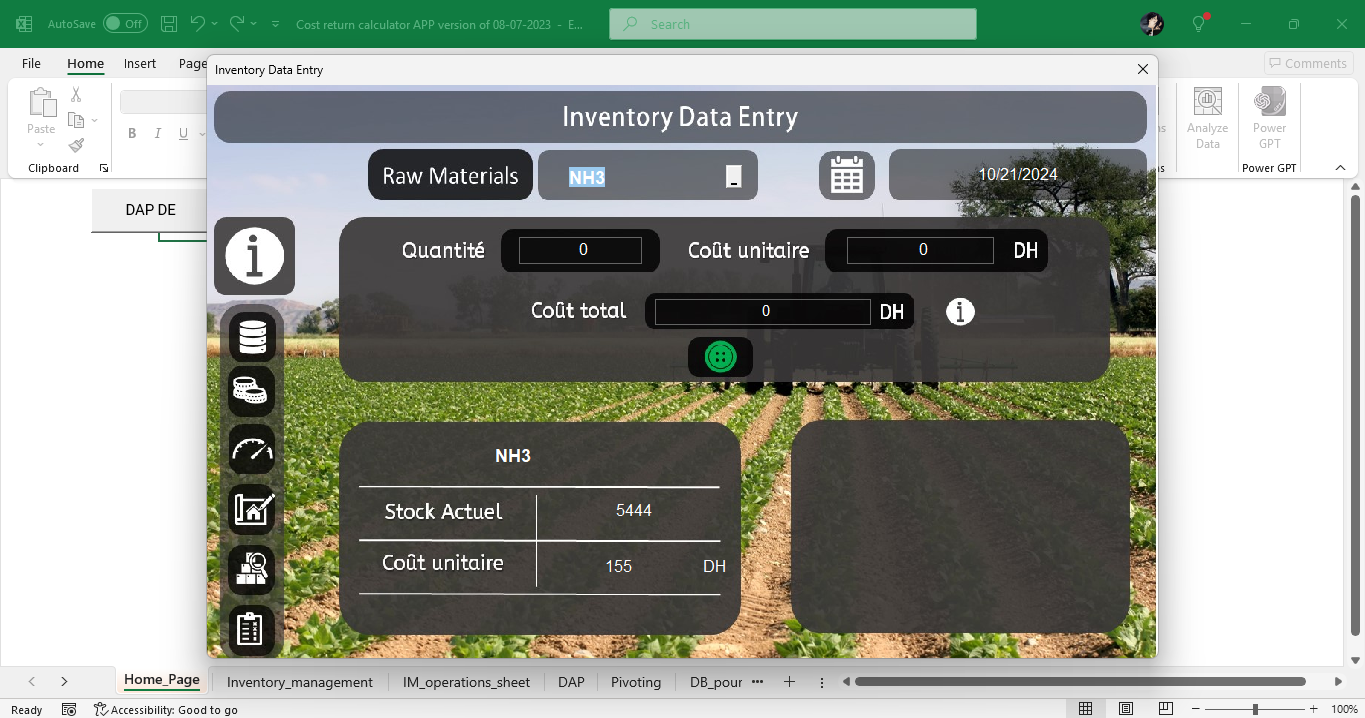 AutoSave Off Cost return calculator APP version of 08-07-2023 - E... Search
File Home Insert Page Comments
Inventory Data Entry
Inventory Data Entry
Paste
B I U
Clipboard
Analyze Data
Power GPT
Power GPT
Raw Materials NH3 10/21/2024
DAP DE
Quantité 0 Coût unitaire 0 DH
Coût total 0 DH
NH3
Stock Actuel 5444
Coût unitaire 155 DH
Home_Page Inventory_management IM_operations_sheet DAP Pivoting DB_pour
Ready Accessibility: Good to go 100%